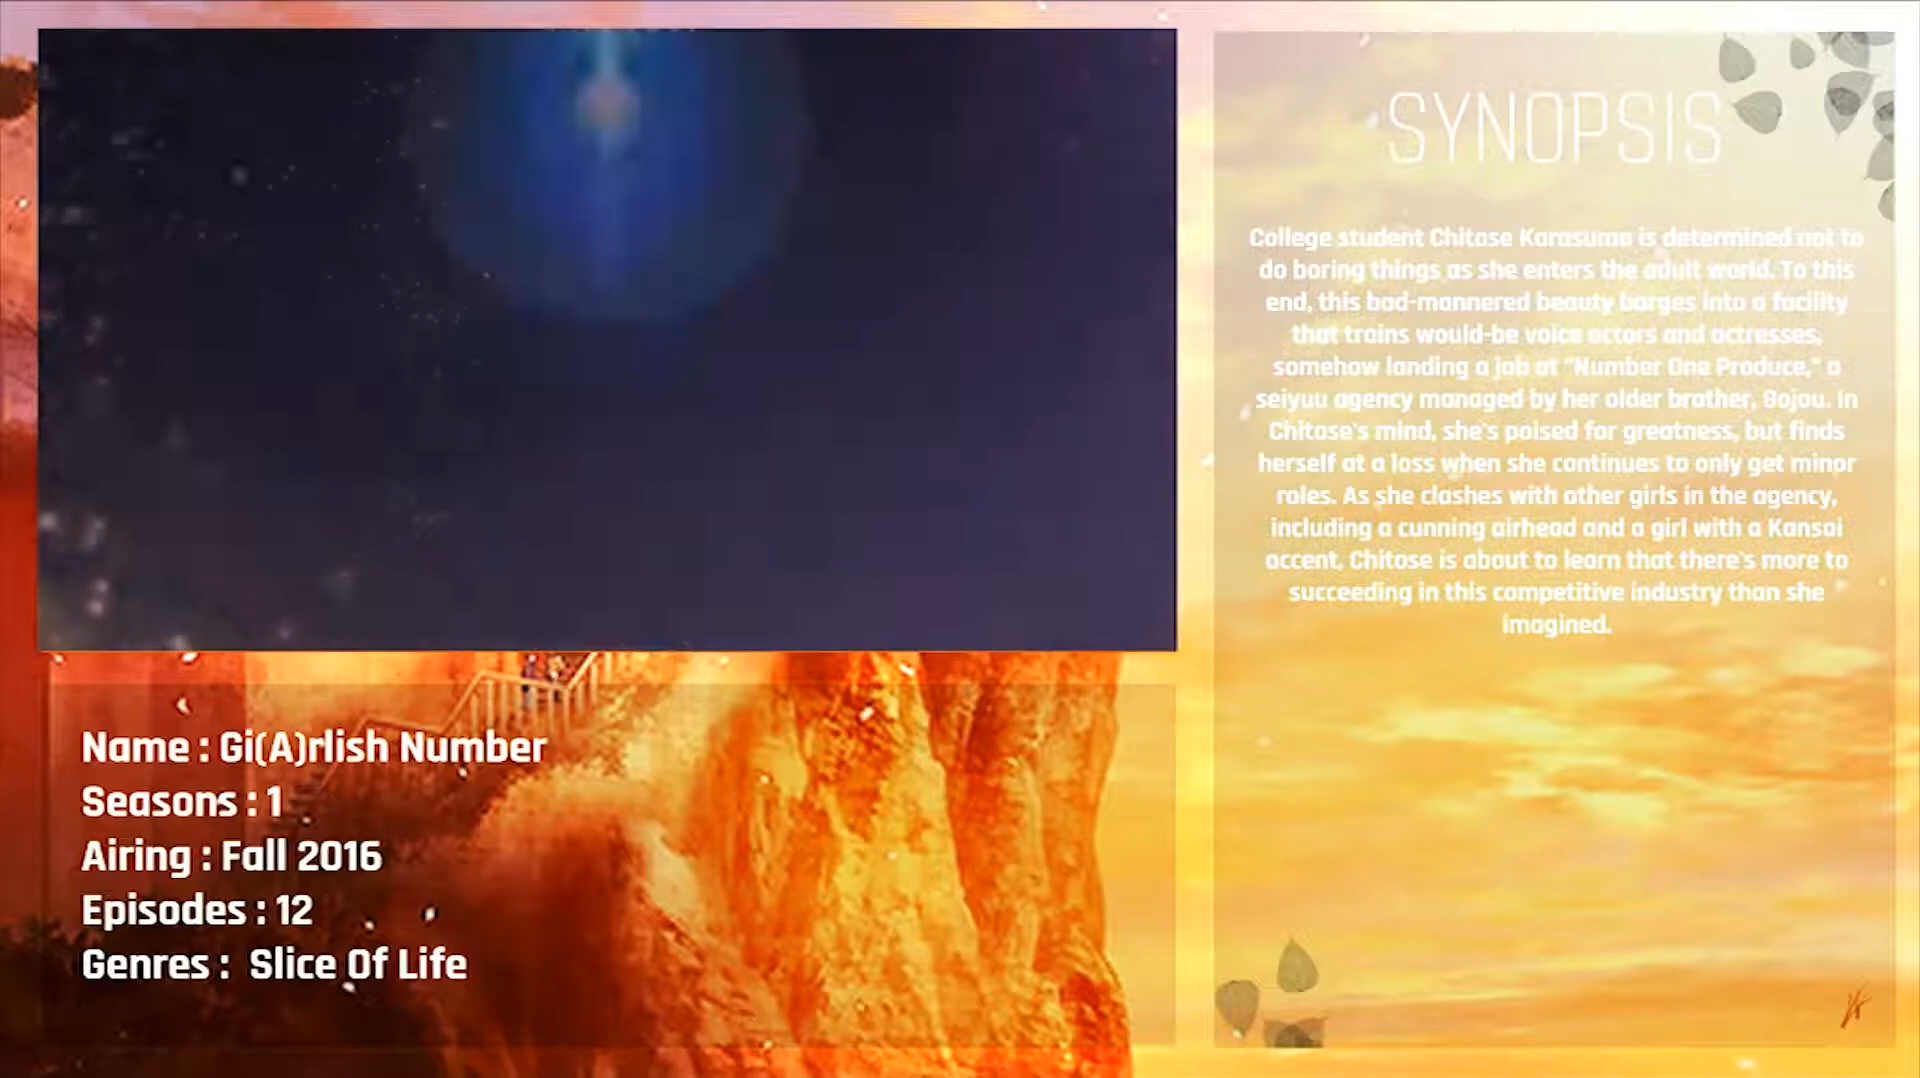 SYNOPSIS
College student Chitose Karasuma is determined not to
do boring things as she enters the adult world. To this
end, this bad-mannered beauty barges into a facility
that trains would-be voice actors and actresses,
somehow landing a job at "Number One Produce," a
seiyuu agency managed by her older brother, Gojou. In
Chitose's mind, she's poised for greatness, but finds
herself at a loss when she continues to only get minor
roles. As she clashes with other girls in the agency,
including a cunning airhead and a girl with a Kansai
accent, Chitose is about to learn that there's more to
succeeding in this competitive industry than she
imagined.
Name : Gi(A)rlish Number
Seasons : 1
Airing : Fall 2016
Episodes : 12
Genres :  Slice Of Life